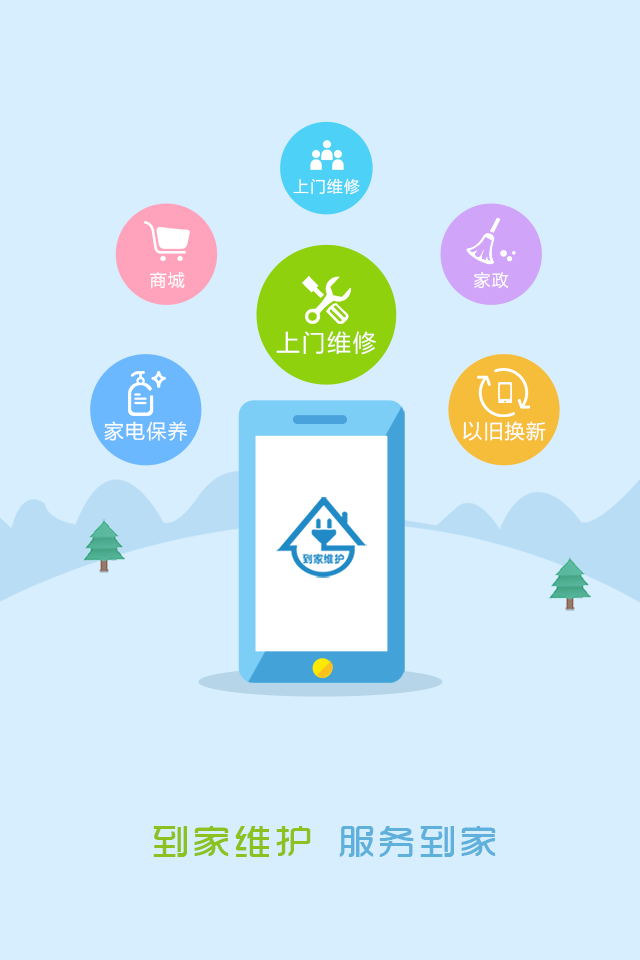 上门维修
商城
家政
上门维修
家电保养
以旧换新
到家维护
到家维护 服务到家